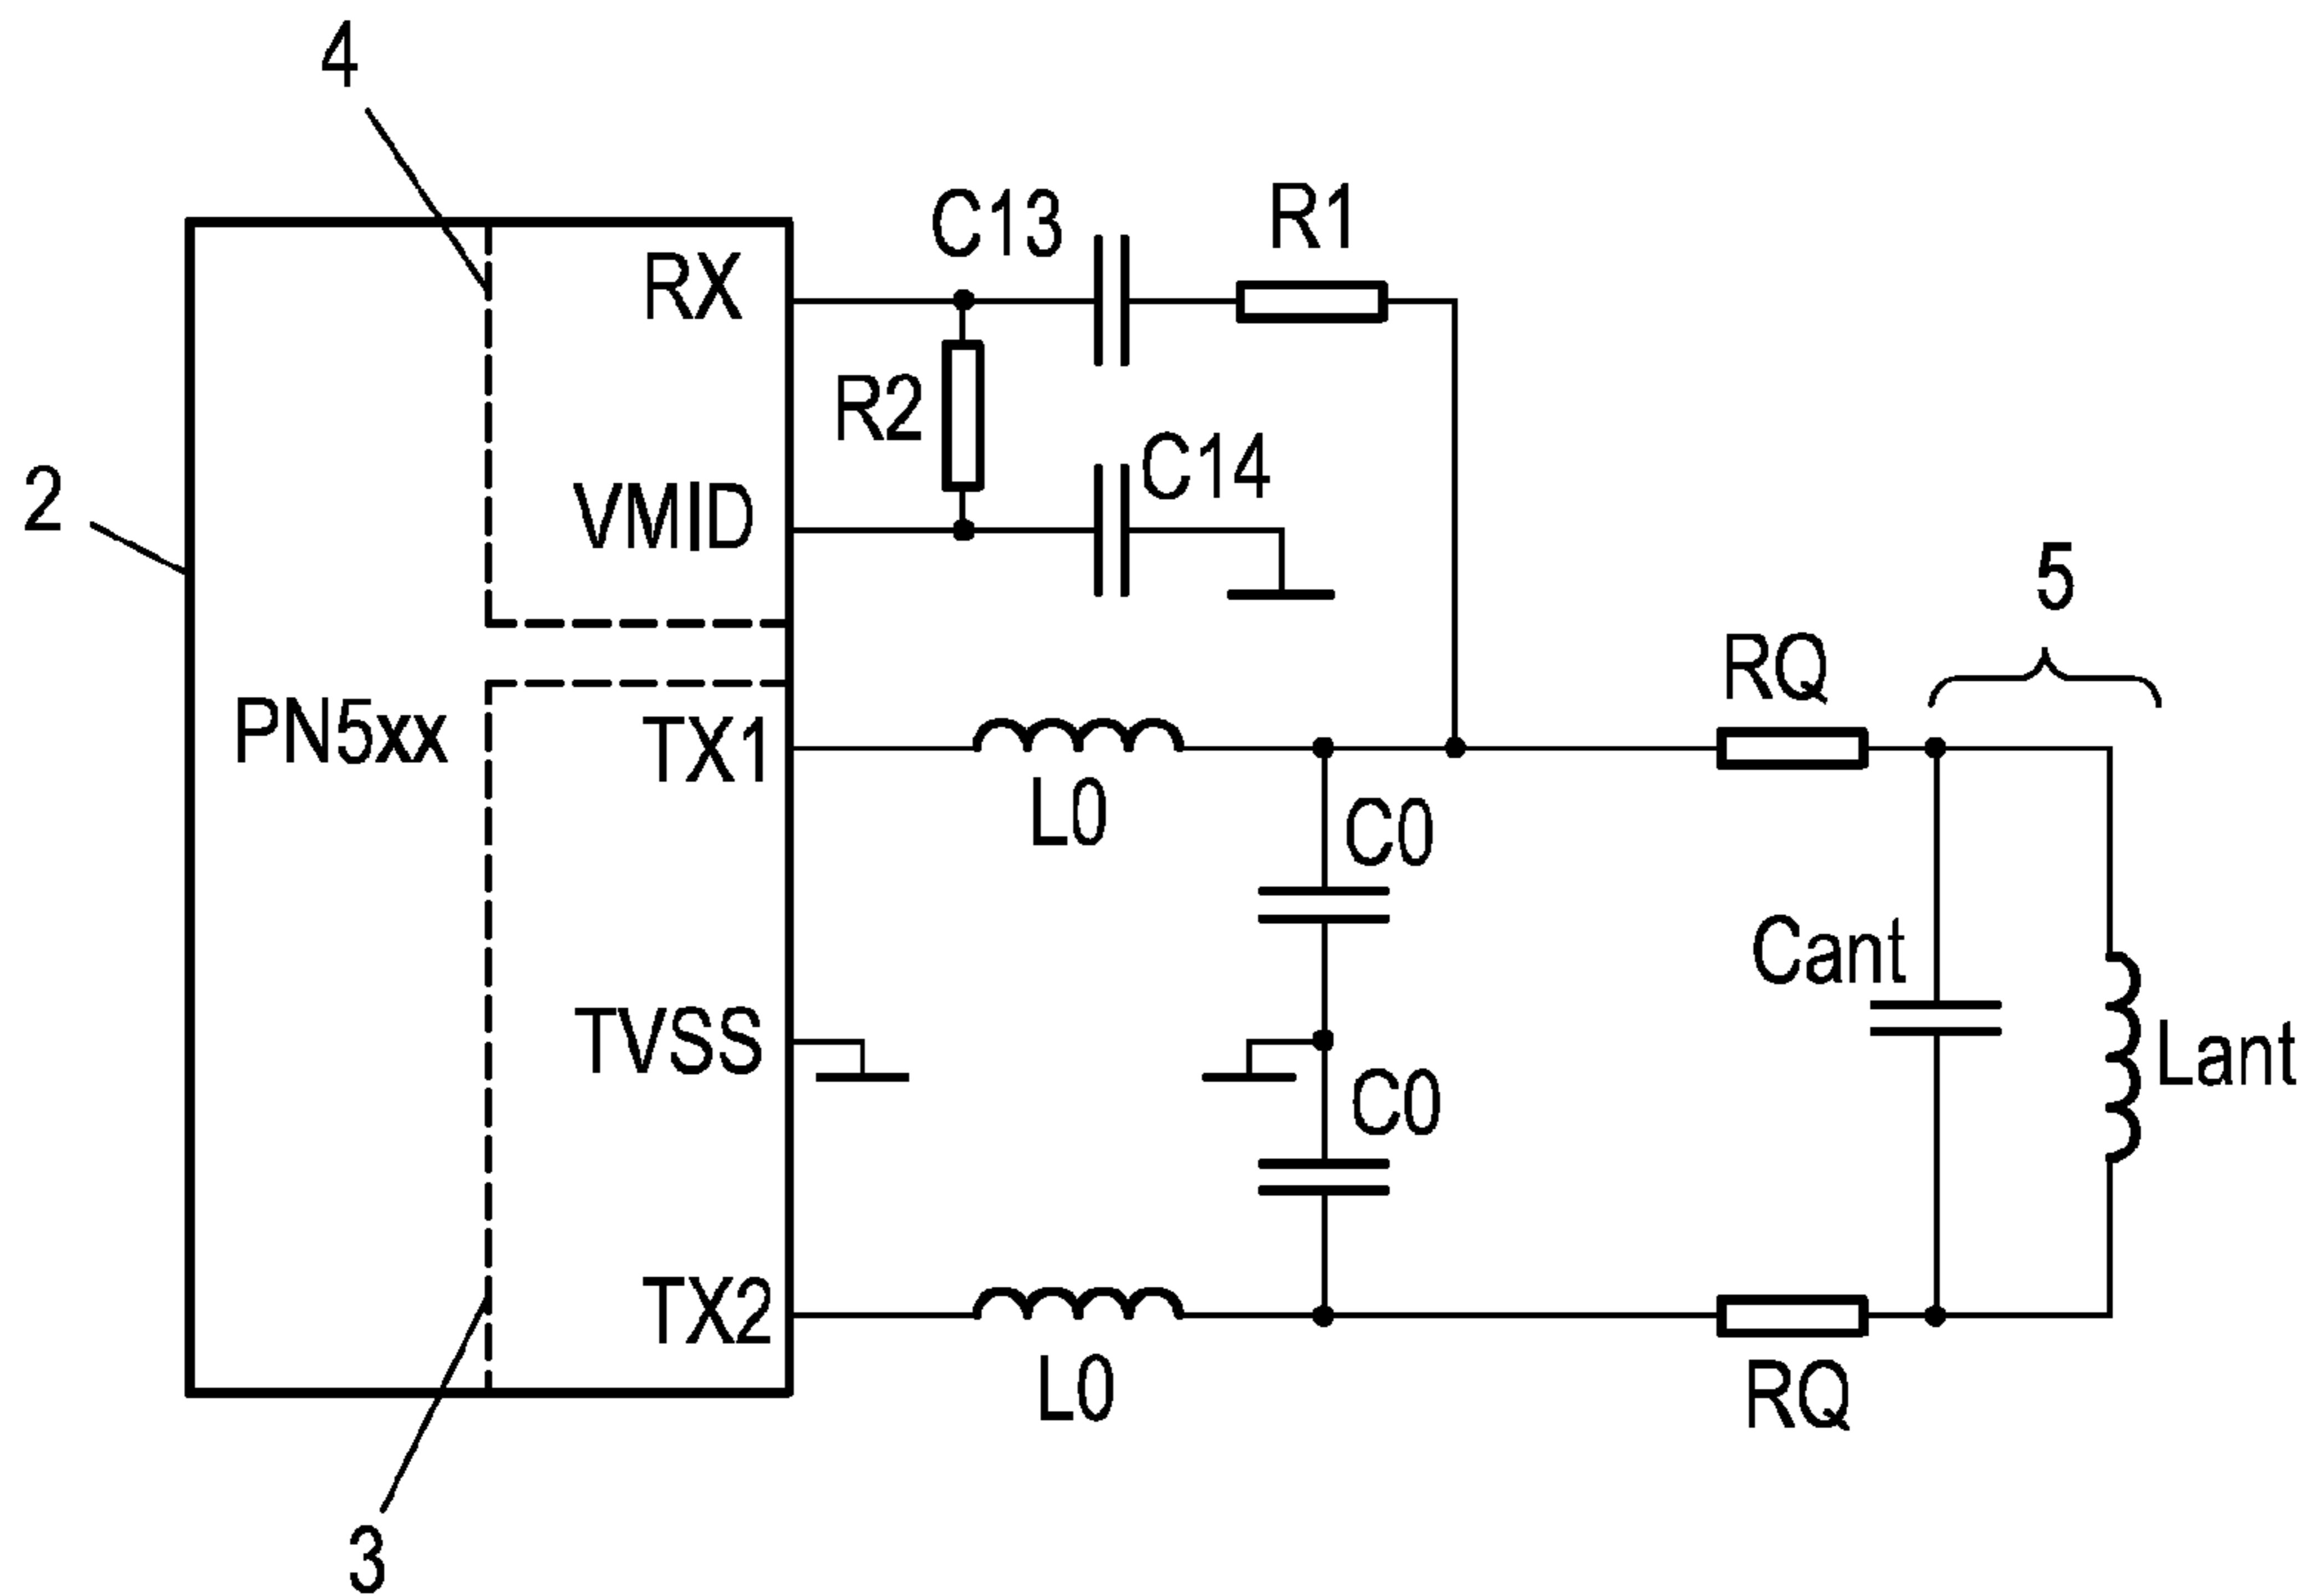 4
C13
R1
RX
R2
C14
2
VMID
5
RQ
PN5xx
TX1
L0
C0
Cant
TVSS
Lant
C0
TX2
L0
RQ
3